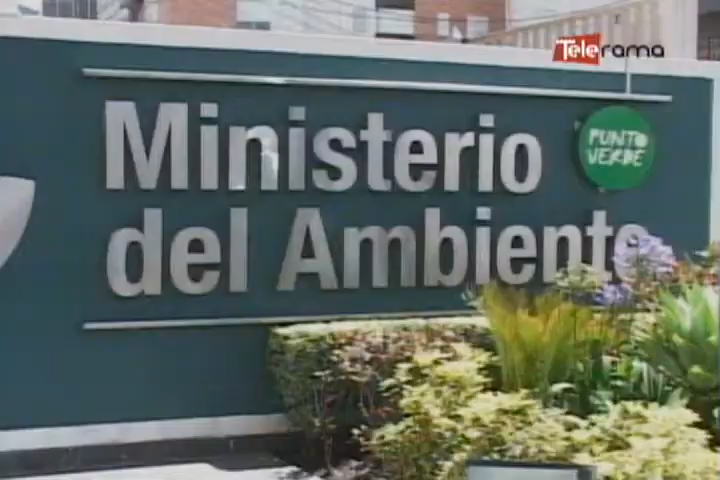 Telerama
Ministerio
del Ambiente
PUNTO
VERDE